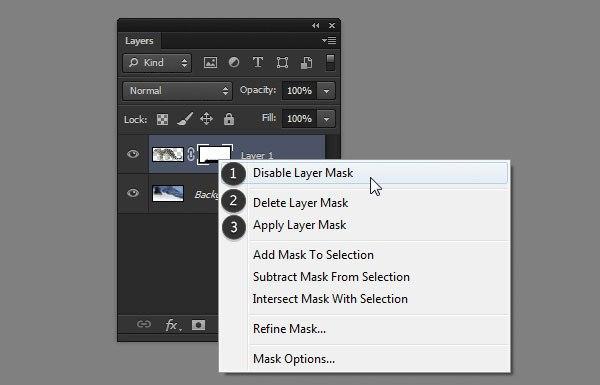 Layers
Kind
Normal
Opacity: 100%
Lock:
Fill: 100%
Layer 1
1 Disable Layer Mask
2 Delete Layer Mask
Backg
3 Apply Layer Mask
Add Mask To Selection
Subtract Mask From Selection
Intersect Mask With Selection
fx
Refine Mask...
Mask Options...